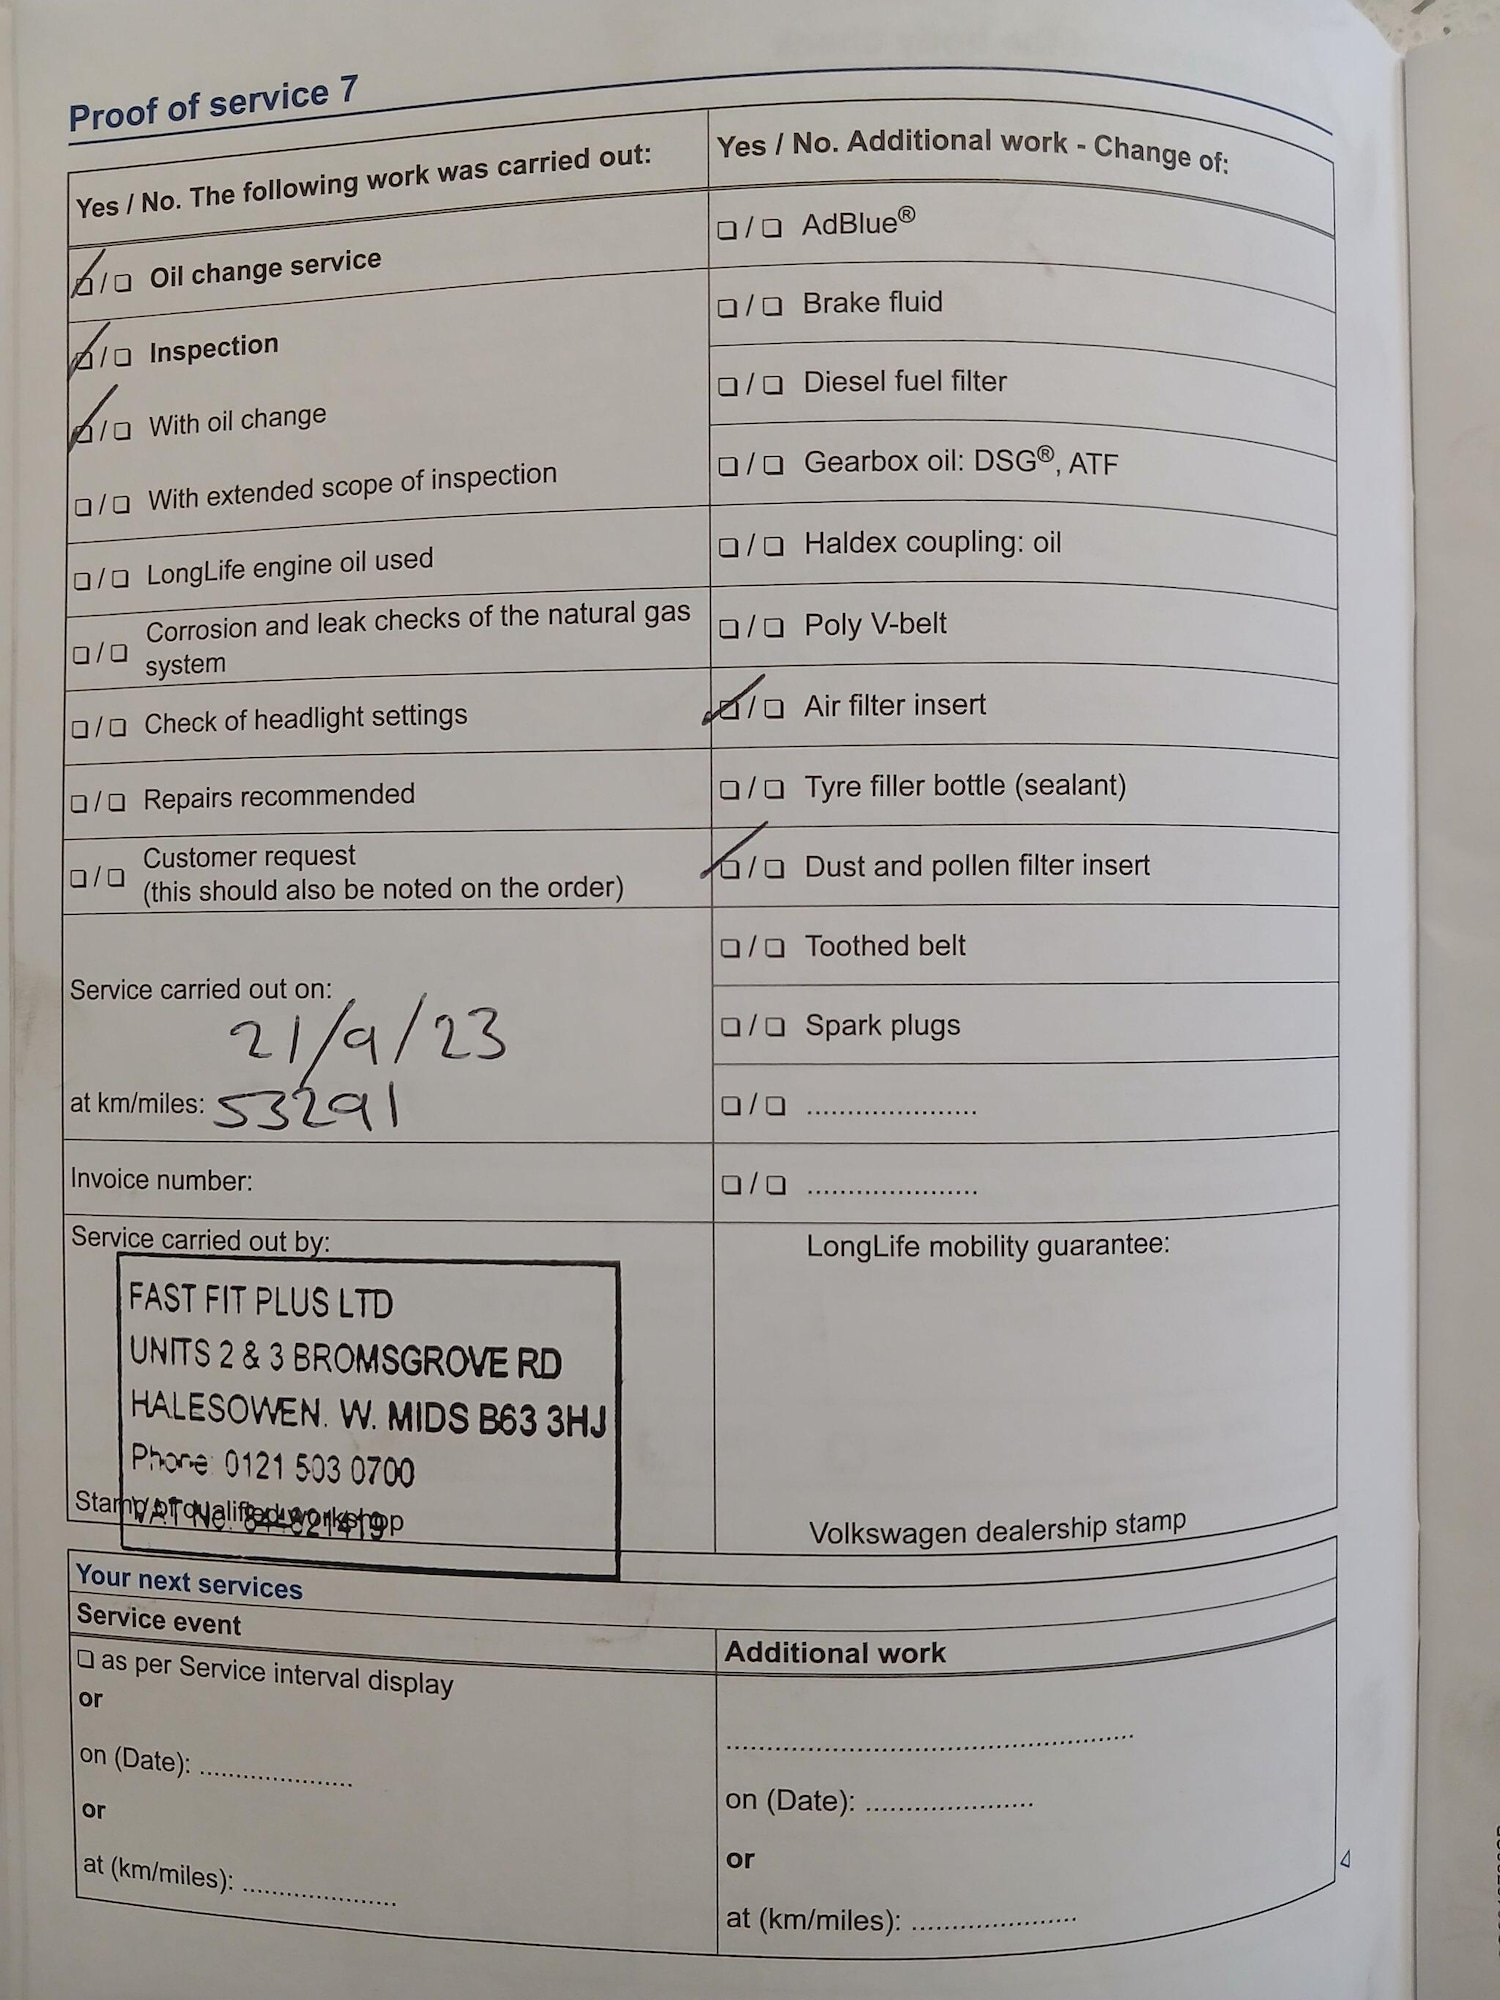 Proof of service 7
Yes / No. The following work was carried out:
❏ / ❏ Oil change service
❏ / ❏ Inspection
❏ / ❏ With oil change
❏ / ❏ With extended scope of inspection
❏ / ❏ LongLife engine oil used
❏ / ❏ Corrosion and leak checks of the natural gas
system
❏ / ❏ Check of headlight settings
❏ / ❏ Repairs recommended
❏ / ❏ Customer request
(this should also be noted on the order)
Service carried out on:
21/9/23
at km/miles: 53291
Invoice number:
Service carried out by:
FAST FIT PLUS LTD
UNITS 2 & 3 BROMSGROVE RD
HALESOWEN. W. MIDS B63 3HJ
Phone: 0121 503 0700
VAT No.
Stamp of qualified workshop
Yes / No. Additional work - Change of:
❏ / ❏ AdBlue®
❏ / ❏ Brake fluid
❏ / ❏ Diesel fuel filter
❏ / ❏ Gearbox oil: DSG®, ATF
❏ / ❏ Haldex coupling: oil
❏ / ❏ Poly V-belt
❏ / ❏ Air filter insert
❏ / ❏ Tyre filler bottle (sealant)
❏ / ❏ Dust and pollen filter insert
❏ / ❏ Toothed belt
❏ / ❏ Spark plugs
❏ / ❏ ......................
❏ / ❏ ......................
LongLife mobility guarantee:
Volkswagen dealership stamp
Your next services
Service event
❏ as per Service interval display
or
on (Date): ....................
or
at (km/miles): ....................
Additional work
......................................................
on (Date): ......................
or
at (km/miles): ......................